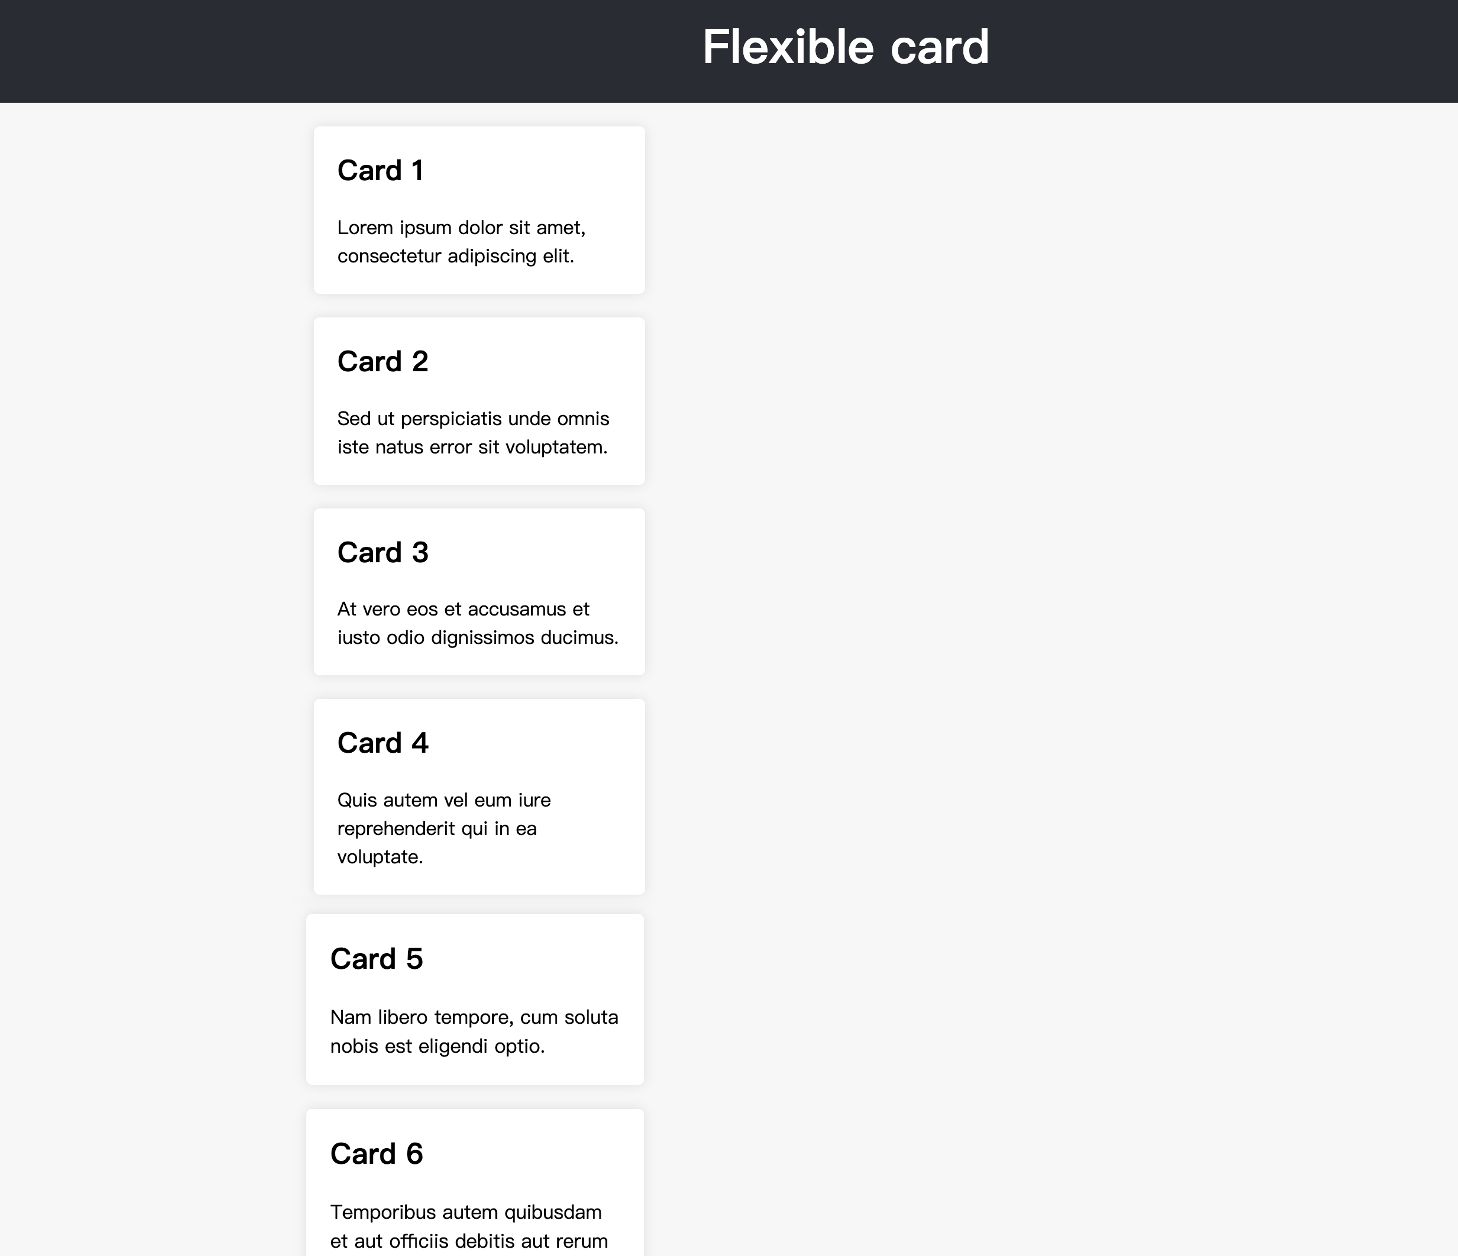 Flexible card
Card 1
Lorem ipsum dolor sit amet,
consectetur adipiscing elit.
Card 2
Sed ut perspiciatis unde omnis
iste natus error sit voluptatem.
Card 3
At vero eos et accusamus et
iusto odio dignissimos ducimus.
Card 4
Quis autem vel eum iure
reprehenderit qui in ea
voluptate.
Card 5
Nam libero tempore, cum soluta
nobis est eligendi optio.
Card 6
Temporibus autem quibusdam
et aut officiis debitis aut rerum